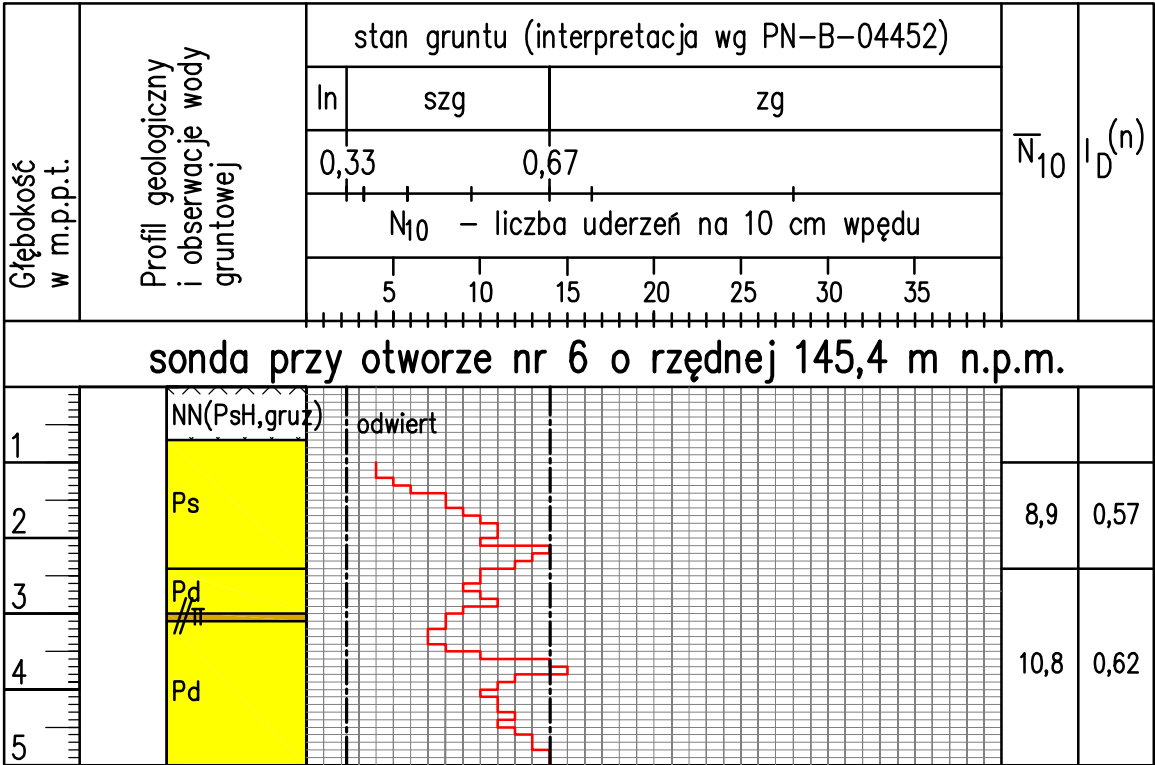 Głębokość
w m.p.p.t.
Profil geologiczny
i obserwacje wody
gruntowej
stan gruntu (interpretacja wg PN-B-04452)
ln szg zg
0,33 0,67
N10 – liczba uderzeń na 10 cm wpędu
5 10 15 20 25 30 35
N10
ID(n)
sonda przy otworze nr 6 o rzędnej 145,4 m n.p.m.
NN(PsH,gruz) odwiert
1
Ps 8,9 0,57
2
Pd
3
//π
4 10,8 0,62
Pd
5